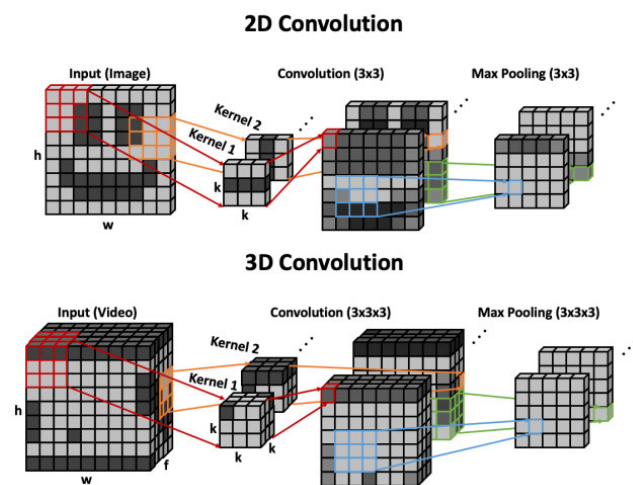 2D Convolution
Input (Image)
Convolution (3x3)
Max Pooling (3x3)
Kernel 2
Kernel 1
h
k
k
w
3D Convolution
Input (Video)
Convolution (3x3x3)
Max Pooling (3x3x3)
Kernel 2
Kernel 1
h
k
k
k
w
f